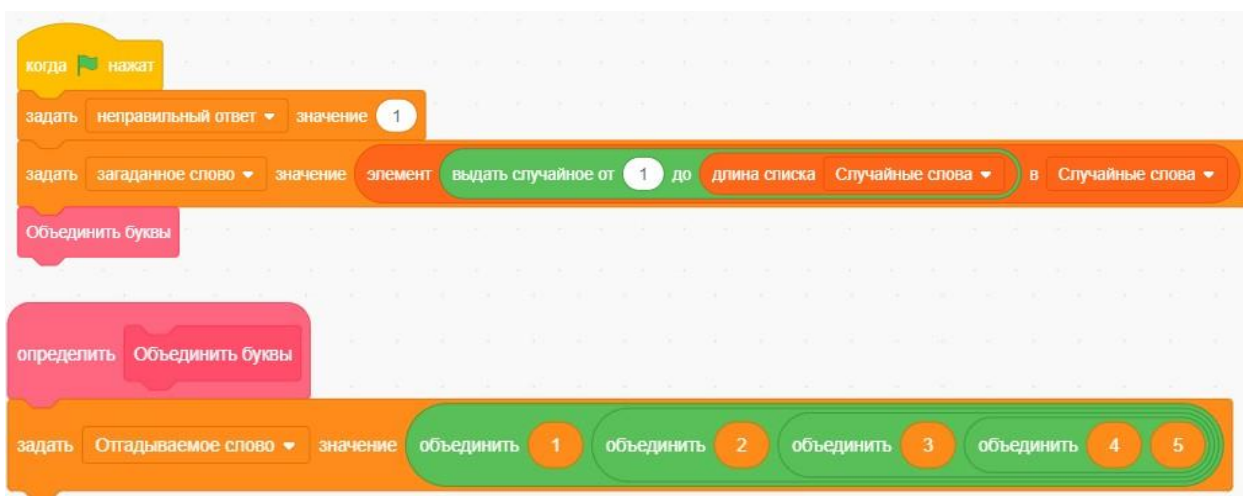 когда нажат
задать неправильный ответ значение 1
задать загаданное слово значение элемент выдать случайное от 1 до длина списка Случайные слова в Случайные слова
Объединить буквы
определить Объединить буквы
задать Отгадываемое слово значение объединить 1 объединить 2 объединить 3 объединить 4 5